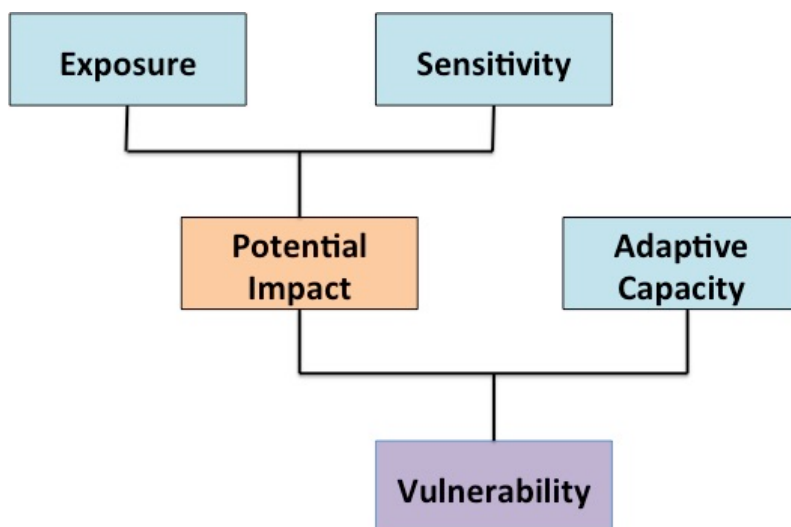 Exposure
Sensitivity
Potential
Impact
Adaptive
Capacity
Vulnerability